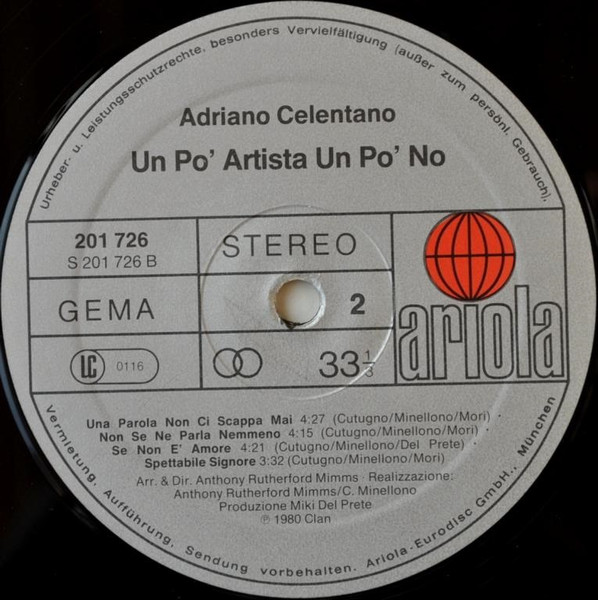 Urheber- u. Leistungsschutzrechte, besonders Vervielfältigung (außer zum persönl. Gebrauch),
Adriano Celentano
Un Po' Artista Un Po' No
201 726
S 201 726 B
STEREO
GEMA
2
LC 0116
33 1/3
ariola
Una Parola Non Ci Scappa Mai 4:27 (Cutugno/Minellono/Mori) ·
Non Se Ne Parla Nemmeno 4:15 (Cutugno/Minellono/Mori) ·
Se Non E' Amore 4:21 (Cutugno/Minellono/Del Prete) ·
Spettabile Signore 3:32 (Cutugno/Minellono/Mori)
Arr. & Dir. Anthony Rutherford Mimms · Realizzazione:
Anthony Rutherford Mimms/C. Minellono
Produzione Miki Del Prete
℗ 1980 Clan
Vermietung, Aufführung, Sendung vorbehalten. Ariola-Eurodisc GmbH., München